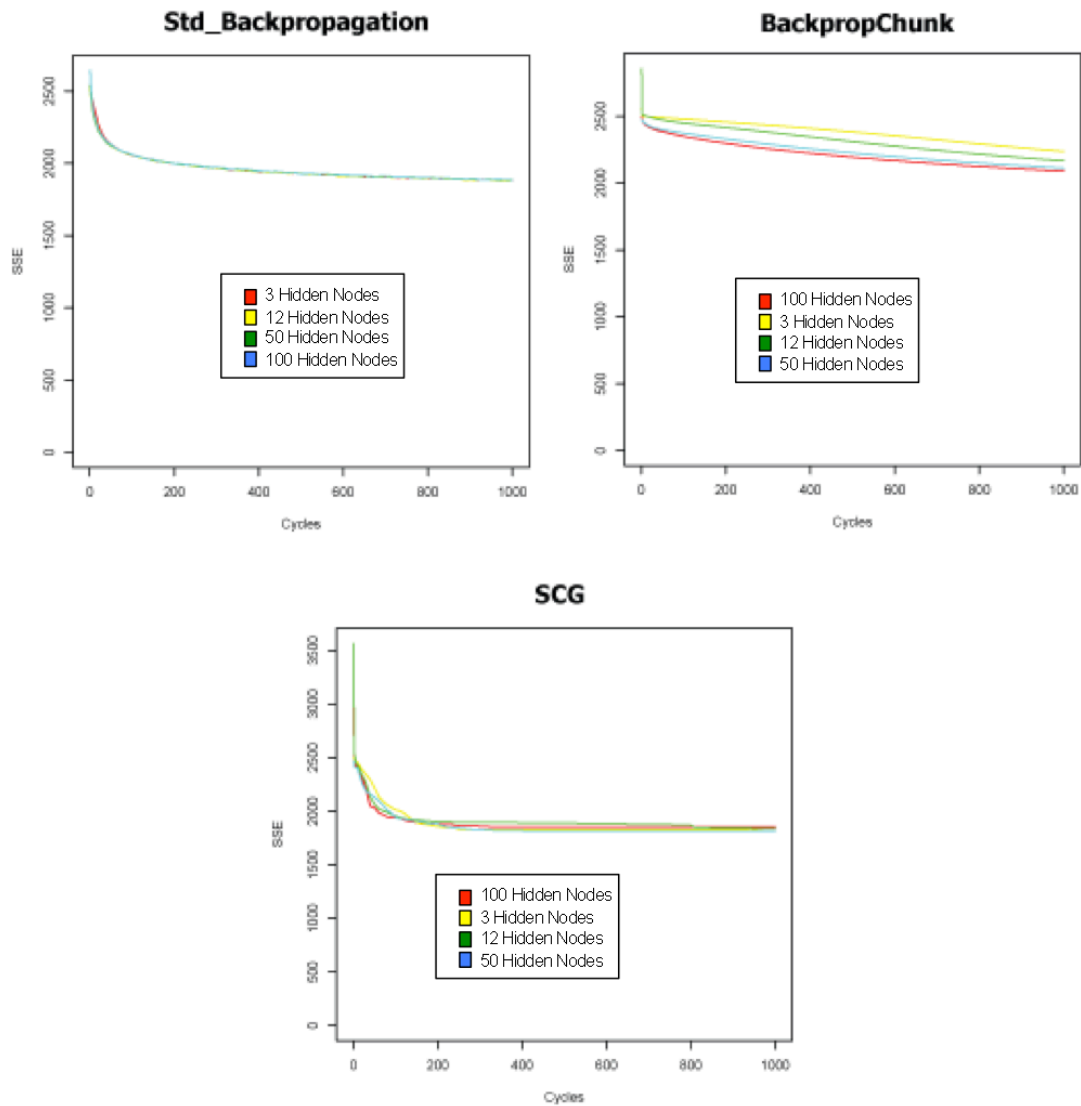 Std_Backpropagation
2500
2000
1500
1000
500
0
SSE
3 Hidden Nodes
12 Hidden Nodes
50 Hidden Nodes
100 Hidden Nodes
0 200 400 600 800 1000
Cycles
BackpropChunk
2500
2000
1500
1000
500
0
SSE
100 Hidden Nodes
3 Hidden Nodes
12 Hidden Nodes
50 Hidden Nodes
0 200 400 600 800 1000
Cycles
SCG
3500
3000
2500
2000
1500
1000
500
0
SSE
100 Hidden Nodes
3 Hidden Nodes
12 Hidden Nodes
50 Hidden Nodes
0 200 400 600 800 1000
Cycles